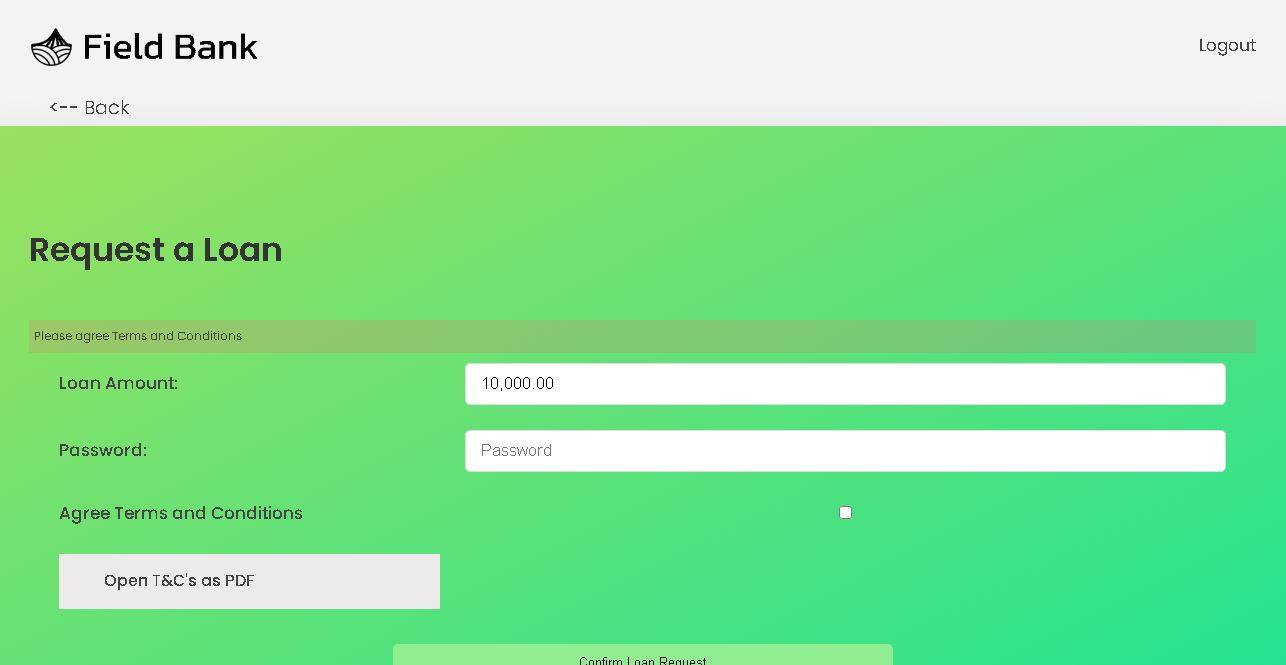 Field Bank
Logout
<-- Back
Request a Loan
Please agree Terms and Conditions
Loan Amount:
10,000.00
Password:
Password
Agree Terms and Conditions
Open T&C's as PDF
Confirm Loan Request